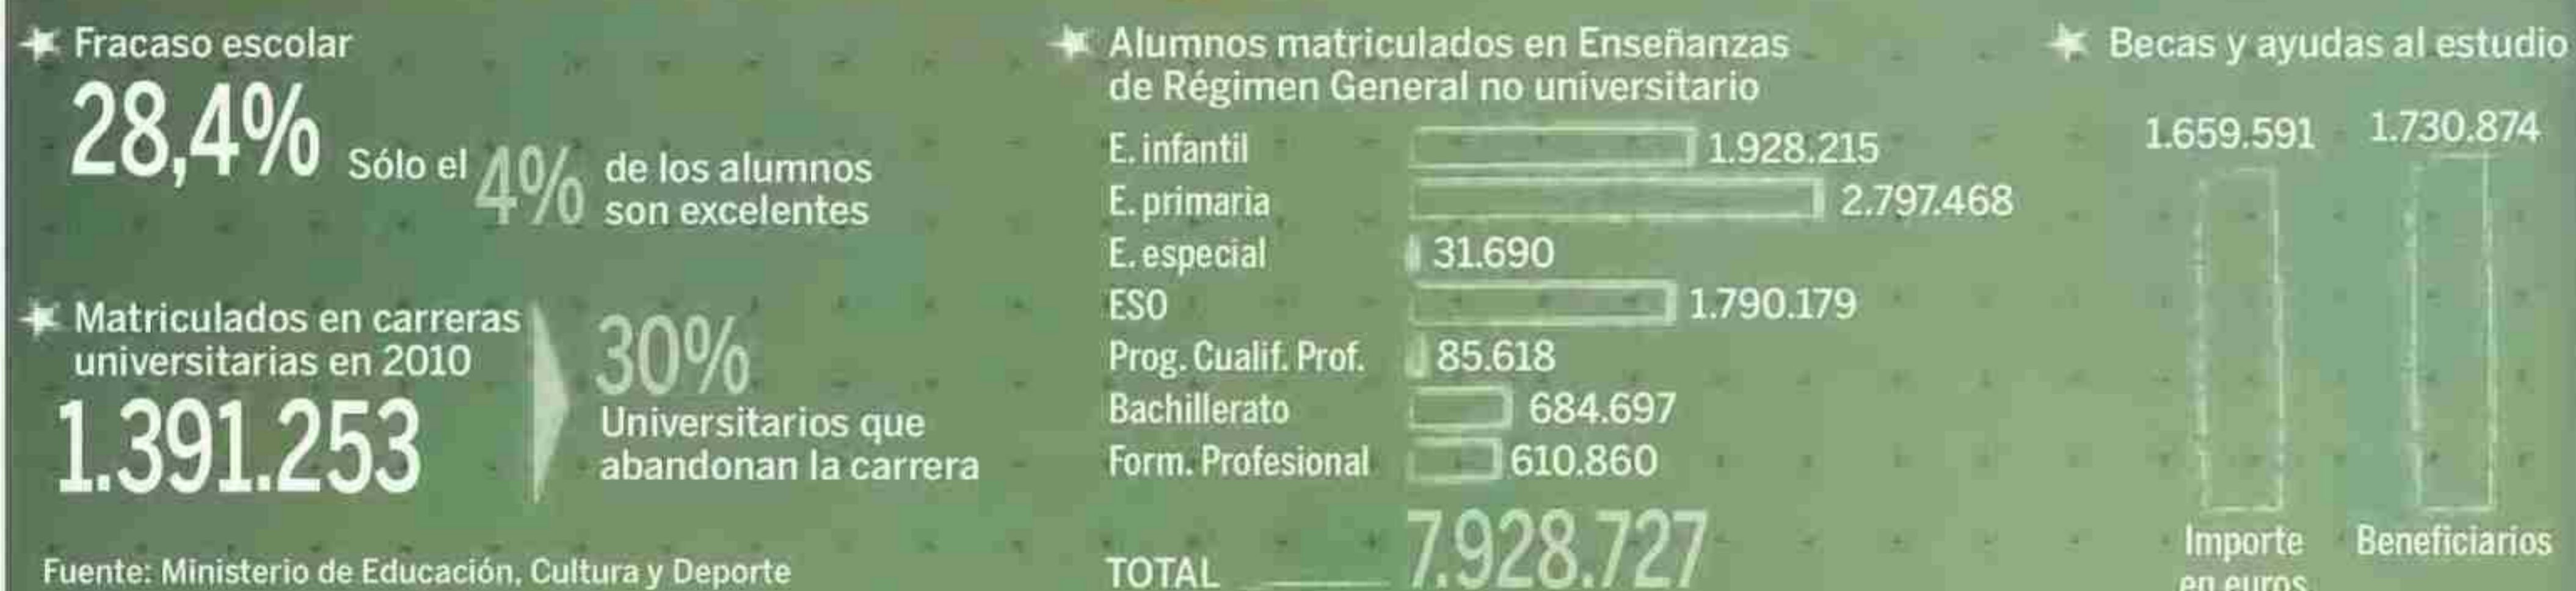 Fracaso escolar
28,4%
Sólo el 4% de los alumnos
son excelentes
Matriculados en carreras
universitarias en 2010
1.391.253
30%
Universitarios que
abandonan la carrera
Fuente: Ministerio de Educación, Cultura y Deporte
Alumnos matriculados en Enseñanzas
de Régimen General no universitario
E. infantil 1.928.215
E. primaria 2.797.468
E. especial 31.690
ESO 1.790.179
Prog. Cualif. Prof. 85.618
Bachillerato 684.697
Form. Profesional 610.860
TOTAL 7.928.727
Becas y ayudas al estudio
1.659.591 1.730.874
Importe
en euros
Beneficiarios